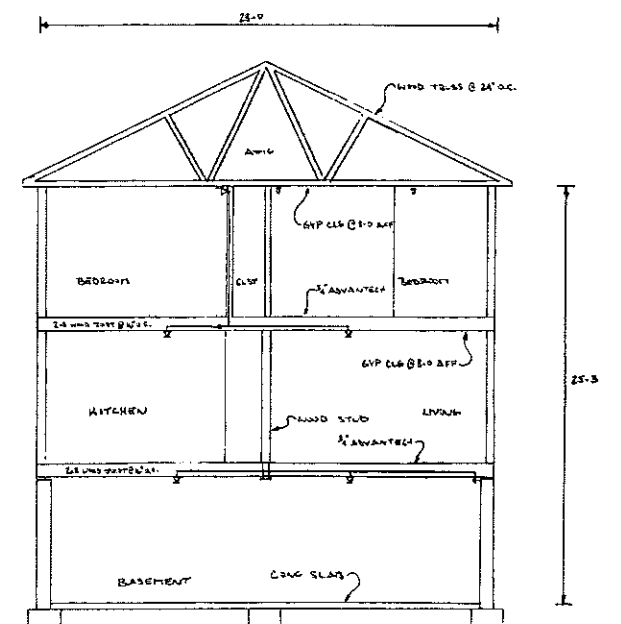 28-0
WOOD TRUSS @ 24" O.C.
ATTIC
GYP CLG @ 8-0 AFF
BEDROOM
CLST
3/4" ADVANTECH
BEDROOM
GYP CLG @ 8-0 AFF
25-3
KITCHEN
LIVING
WOOD STUD
3/4" ADVANTECH
BASEMENT
CONC SLAB